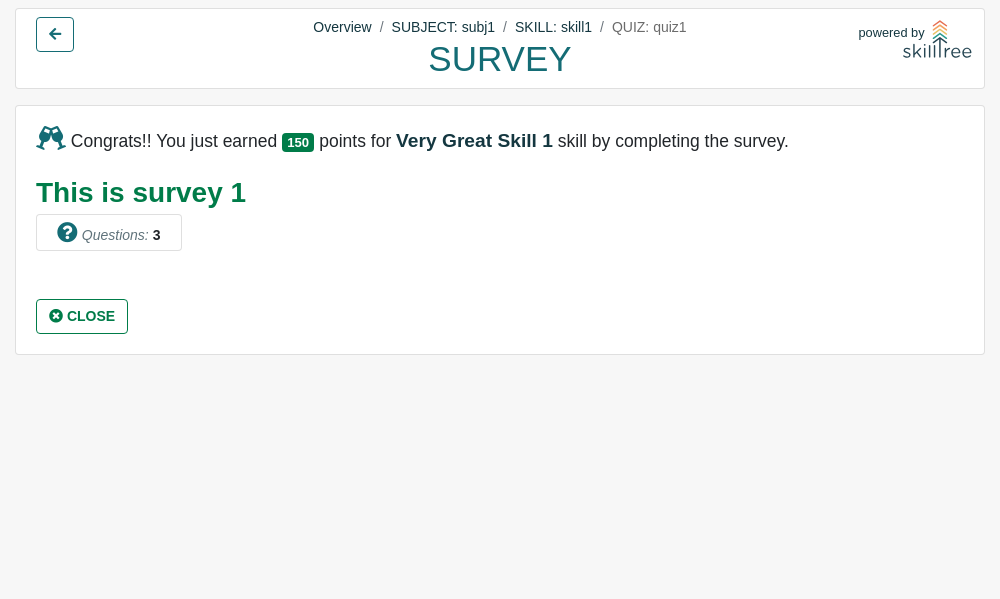 Overview / SUBJECT: subj1 / SKILL: skill1 / QUIZ: quiz1
SURVEY
powered by
skilltree
Congrats!! You just earned 150 points for Very Great Skill 1 skill by completing the survey.
This is survey 1
Questions: 3
CLOSE